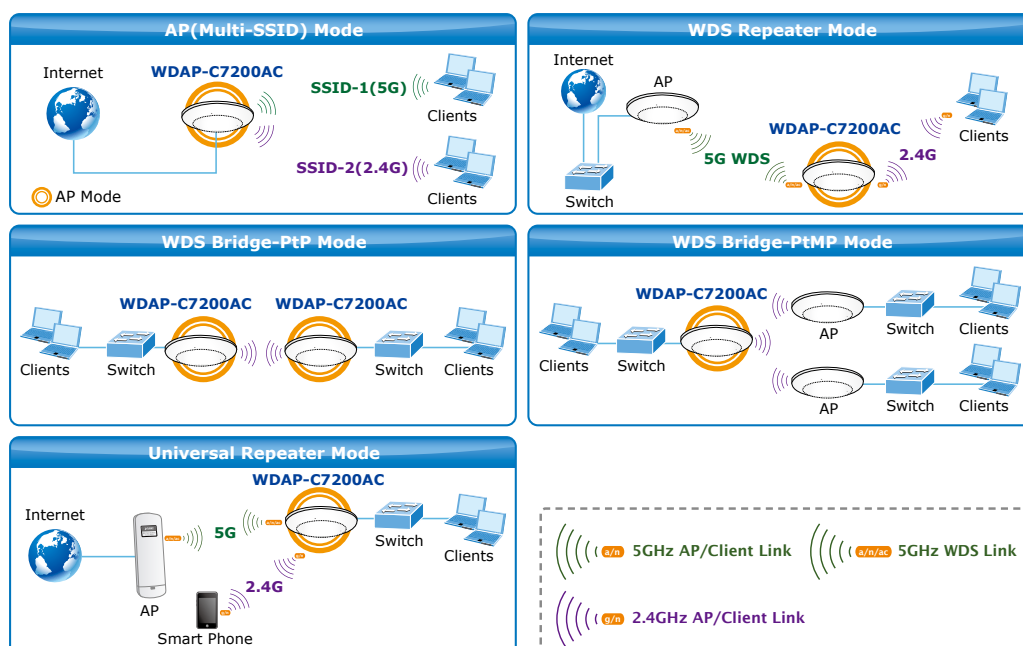 AP(Multi-SSID) Mode
Internet
WDAP-C7200AC
SSID-1(5G)
Clients
SSID-2(2.4G)
Clients
AP Mode
WDS Repeater Mode
Internet
AP
WDAP-C7200AC
a/n/ac
5G WDS
a/n/ac
g/n
2.4G
g/n
Clients
Switch
WDS Bridge-PtP Mode
WDAP-C7200AC
WDAP-C7200AC
Clients
Switch
Switch
Clients
WDS Bridge-PtMP Mode
WDAP-C7200AC
Clients
Switch
AP
Switch
Clients
AP
Switch
Clients
Universal Repeater Mode
WDAP-C7200AC
Internet
a/n/ac
5G
a/n/ac
Switch
Clients
g/n
2.4G
g/n
AP
Smart Phone
a/n 5GHz AP/Client Link
a/n/ac 5GHz WDS Link
g/n 2.4GHz AP/Client Link